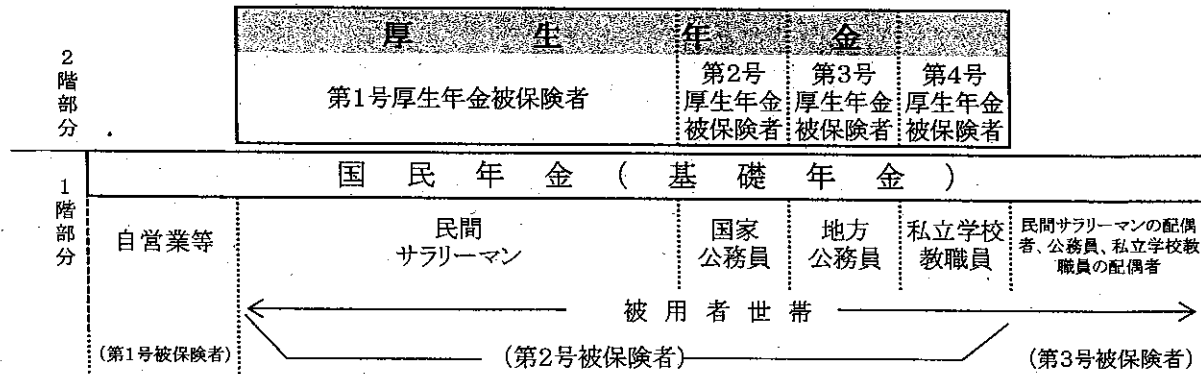 厚生年金
2階部分
第1号厚生年金被保険者
第2号
厚生年金
被保険者
第3号
厚生年金
被保険者
第4号
厚生年金
被保険者
国民年金(基礎年金)
1階部分
自営業等
民間
サラリーマン
国家
公務員
地方
公務員
私立学校
教職員
民間サラリーマンの配偶
者、公務員、私立学校教
職員の配偶者
被用者世帯
(第1号被保険者)
(第2号被保険者)
(第3号被保険者)